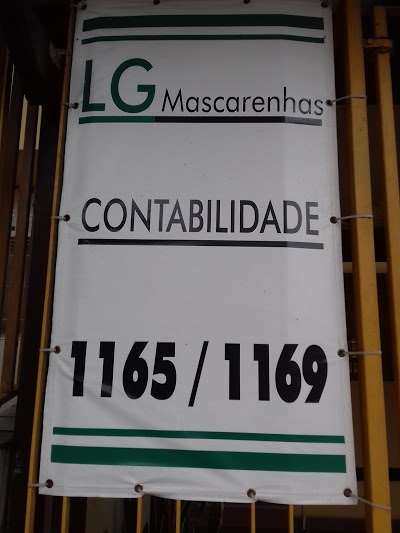 LG Mascarenhas
CONTABILIDADE
1165 / 1169